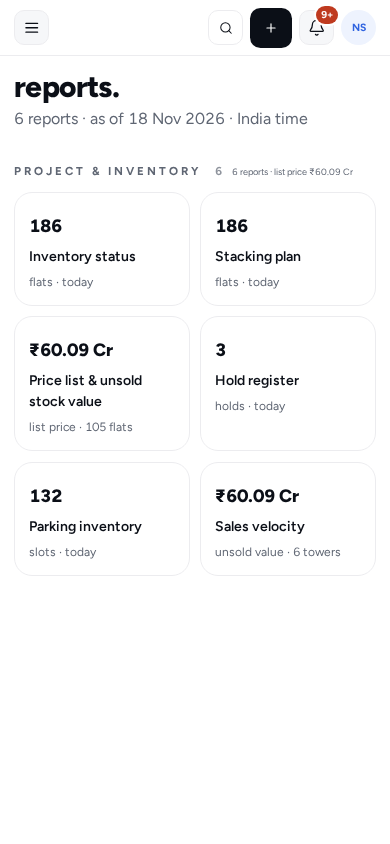 9+
NS
reports.
6 reports · as of 18 Nov 2026 · India time
PROJECT & INVENTORY 6 6 reports · list price ₹60.09 Cr
186
Inventory status
flats · today
186
Stacking plan
flats · today
₹60.09 Cr
Price list & unsold
stock value
list price · 105 flats
3
Hold register
holds · today
132
Parking inventory
slots · today
₹60.09 Cr
Sales velocity
unsold value · 6 towers